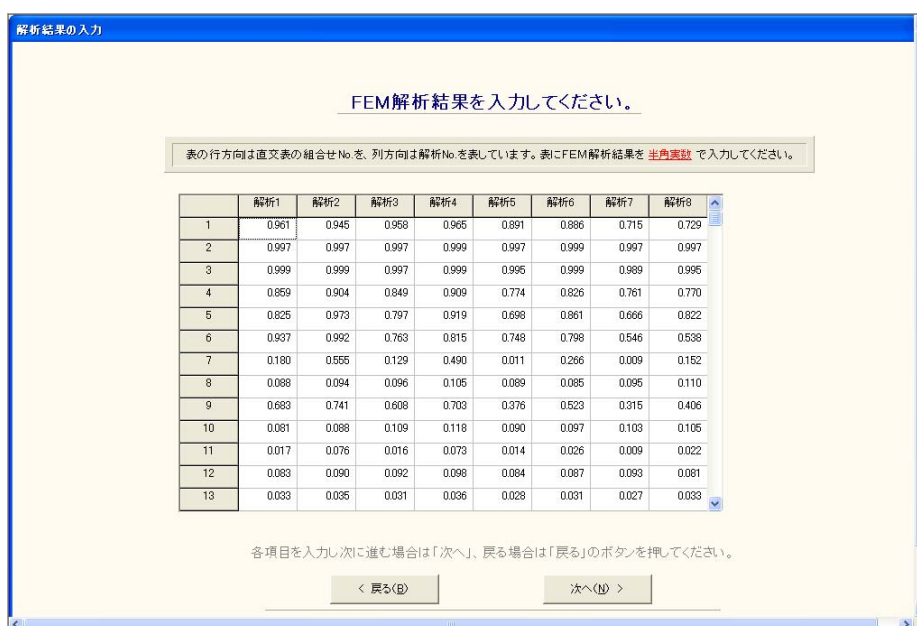 解析結果の入力
FEM解析結果を入力してください。
表の行方向は直交表の組合せNo.を、列方向は解析No.を表しています。表にFEM解析結果を 半角実数 で入力してください。
解析1 解析2 解析3 解析4 解析5 解析6 解析7 解析8
1 0.961 0.945 0.958 0.965 0.891 0.886 0.715 0.729
2 0.997 0.997 0.997 0.999 0.997 0.999 0.997 0.997
3 0.999 0.999 0.997 0.999 0.995 0.999 0.989 0.995
4 0.859 0.904 0.849 0.909 0.774 0.826 0.761 0.770
5 0.825 0.973 0.797 0.919 0.698 0.861 0.666 0.822
6 0.937 0.992 0.763 0.815 0.748 0.798 0.546 0.538
7 0.180 0.555 0.129 0.490 0.011 0.266 0.009 0.152
8 0.088 0.094 0.096 0.105 0.089 0.085 0.095 0.110
9 0.683 0.741 0.608 0.703 0.376 0.523 0.315 0.406
10 0.081 0.088 0.109 0.118 0.090 0.097 0.103 0.105
11 0.017 0.076 0.016 0.073 0.014 0.026 0.009 0.022
12 0.083 0.090 0.092 0.098 0.084 0.087 0.093 0.081
13 0.033 0.035 0.031 0.036 0.028 0.031 0.027 0.033
各項目を入力し次に進む場合は「次へ」、戻る場合は「戻る」のボタンを押してください。
< 戻る(B) 次へ(N) >